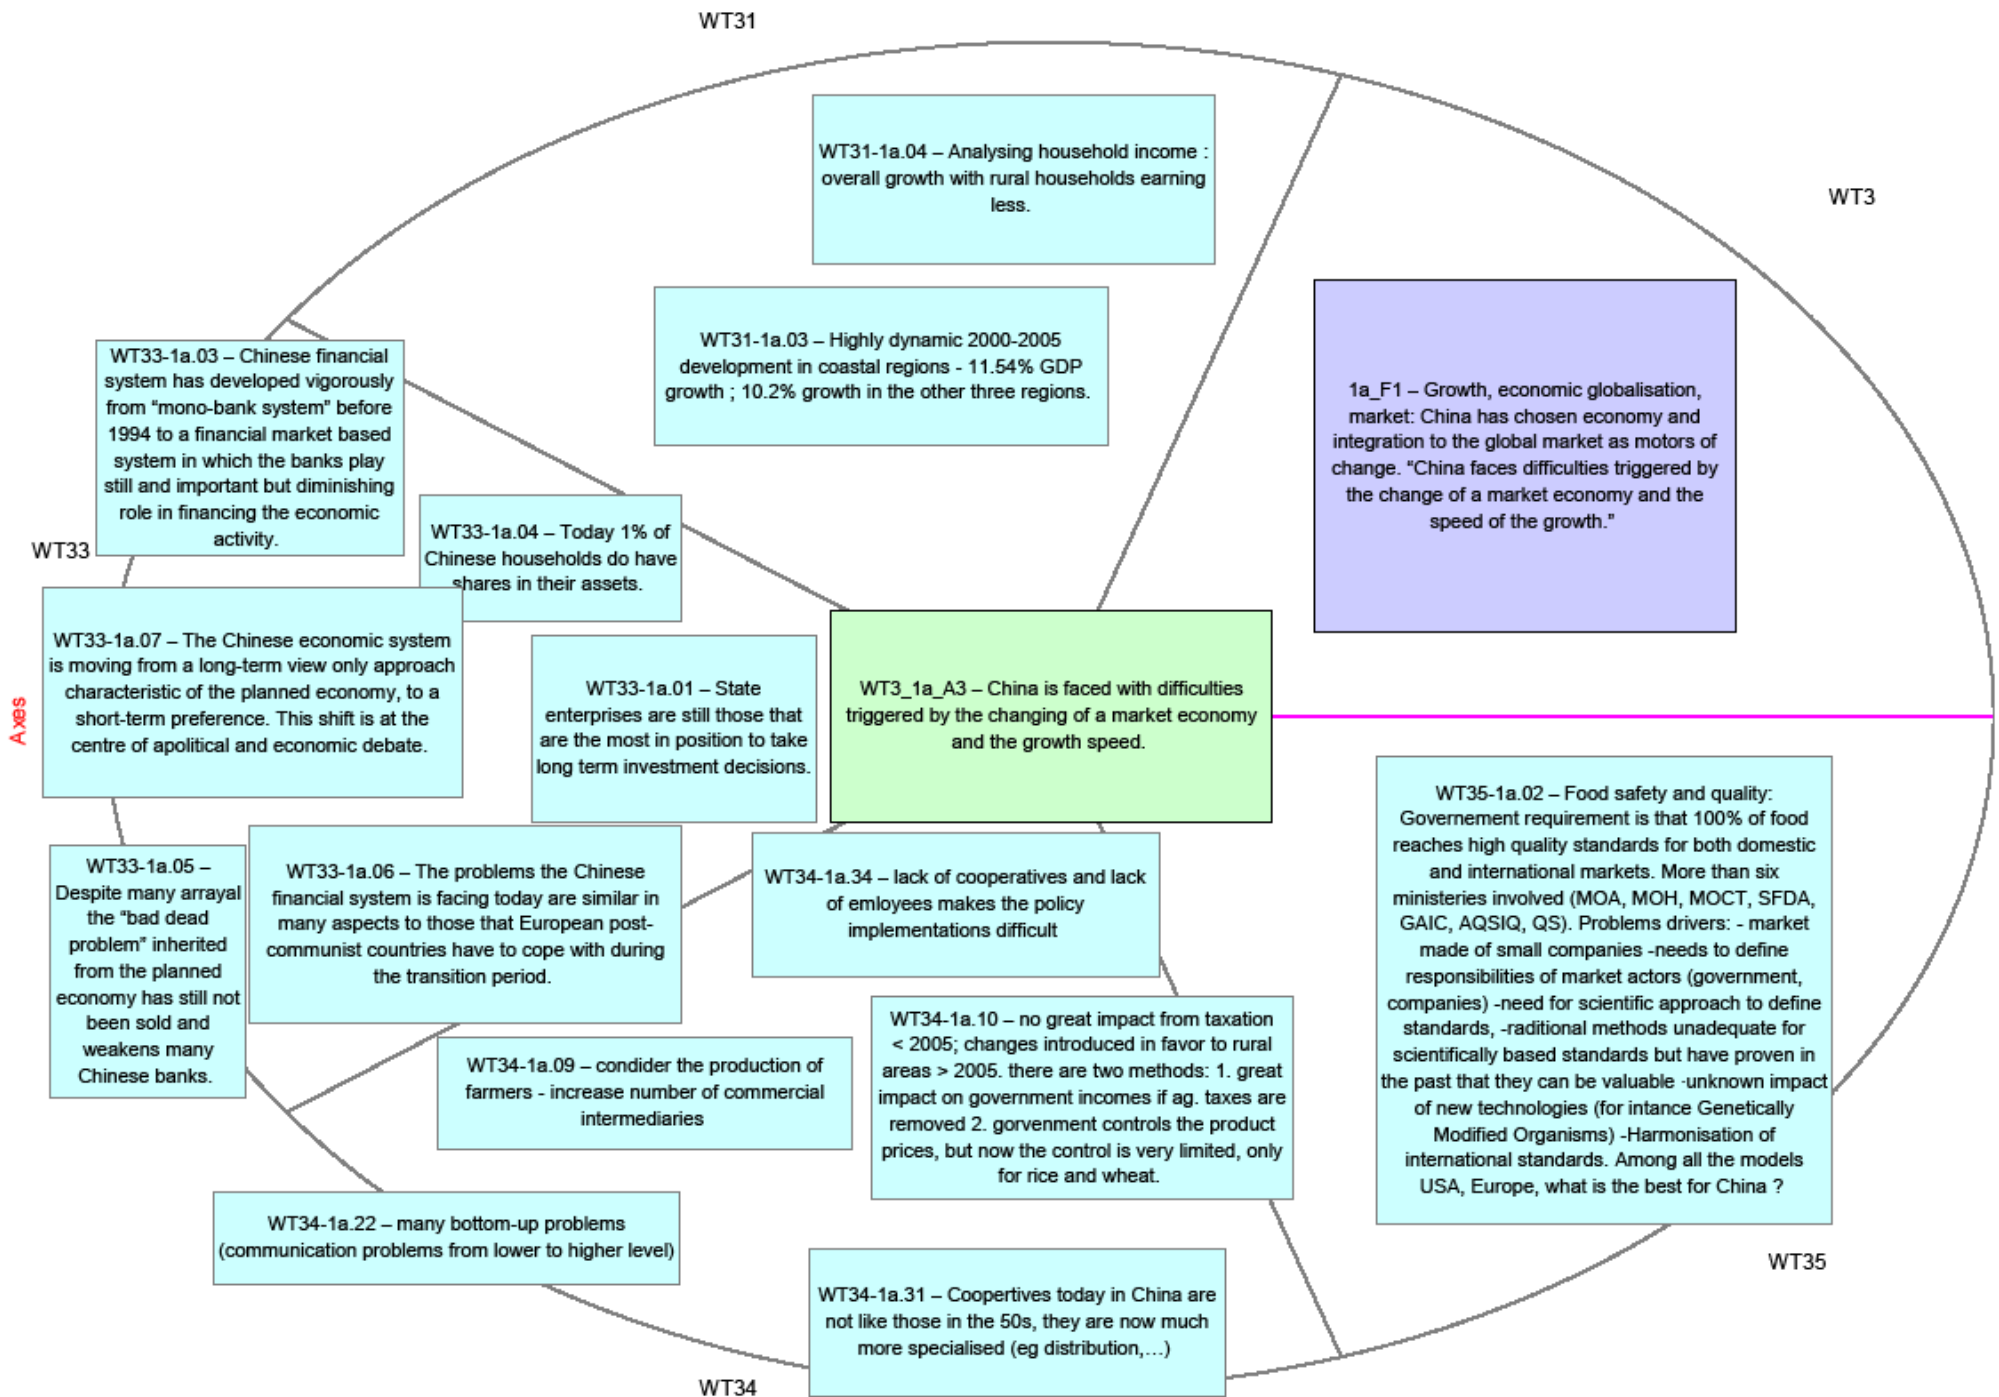 WT31
WT31-1a.04 – Analysing household income :
overall growth with rural households earning
less.
WT3
WT31-1a.03 – Highly dynamic 2000-2005
development in coastal regions - 11.54% GDP
growth ; 10.2% growth in the other three regions.
1a_F1 – Growth, economic globalisation,
market: China has chosen economy and
integration to the global market as motors of
change. “China faces difficulties triggered by
the change of a market economy and the
speed of the growth.”
WT33-1a.03 – Chinese financial
system has developed vigorously
from “mono-bank system” before
1994 to a financial market based
system in which the banks play
still and important but diminishing
role in financing the economic
activity.
WT33
WT33-1a.04 – Today 1% of
Chinese households do have
shares in their assets.
WT33-1a.07 – The Chinese economic system
is moving from a long-term view only approach
characteristic of the planned economy, to a
short-term preference. This shift is at the
centre of apolitical and economic debate.
Axes
WT33-1a.01 – State
enterprises are still those that
are the most in position to take
long term investment decisions.
WT3_1a_A3 – China is faced with difficulties
triggered by the changing of a market economy
and the growth speed.
WT33-1a.05 –
Despite many arrayal
the “bad dead
problem” inherited
from the planned
economy has still not
been sold and
weakens many
Chinese banks.
WT33-1a.06 – The problems the Chinese
financial system is facing today are similar in
many aspects to those that European post-
communist countries have to cope with during
the transition period.
WT34-1a.34 – lack of cooperatives and lack
of emloyees makes the policy
implementations difficult
WT35-1a.02 – Food safety and quality:
Governement requirement is that 100% of food
reaches high quality standards for both domestic
and international markets. More than six
ministeries involved (MOA, MOH, MOCT, SFDA,
GAIC, AQSIQ, QS). Problems drivers: - market
made of small companies -needs to define
responsibilities of market actors (government,
companies) -need for scientific approach to define
standards, -raditional methods unadequate for
scientifically based standards but have proven in
the past that they can be valuable -unknown impact
of new technologies (for intance Genetically
Modified Organisms) -Harmonisation of
international standards. Among all the models
USA, Europe, what is the best for China ?
WT34-1a.09 – condider the production of
farmers - increase number of commercial
intermediaries
WT34-1a.10 – no great impact from taxation
< 2005; changes introduced in favor to rural
areas > 2005. there are two methods: 1. great
impact on government incomes if ag. taxes are
removed 2. gorvenment controls the product
prices, but now the control is very limited, only
for rice and wheat.
WT34-1a.22 – many bottom-up problems
(communication problems from lower to higher level)
WT34-1a.31 – Coopertives today in China are
not like those in the 50s, they are now much
more specialised (eg distribution,…)
WT35
WT34